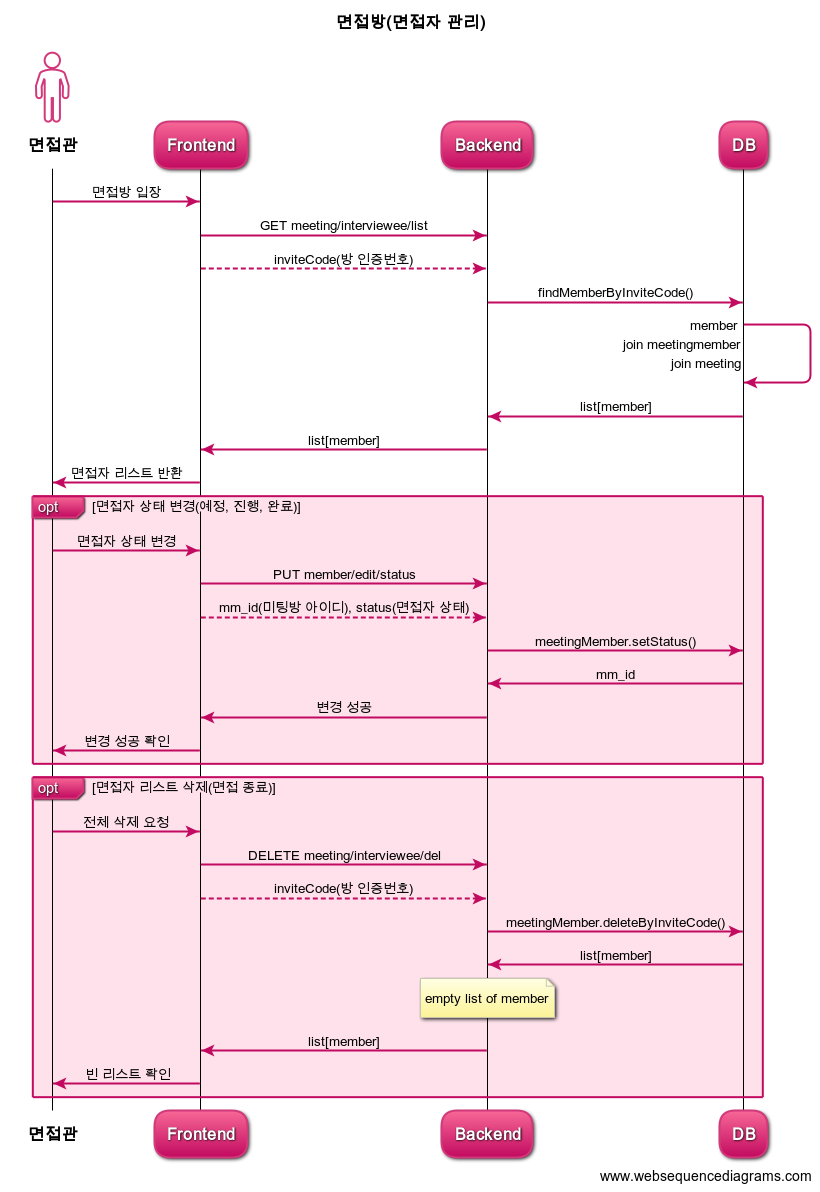 면접방(면접자 관리)
면접관
Frontend
Backend
DB
면접방 입장
GET meeting/interviewee/list
inviteCode(방 인증번호)
findMemberByInviteCode()
member
join meetingmember
join meeting
list[member]
list[member]
면접자 리스트 반환
opt
[면접자 상태 변경(예정, 진행, 완료)]
면접자 상태 변경
PUT member/edit/status
mm_id(미팅방 아이디), status(면접자 상태)
meetingMember.setStatus()
mm_id
변경 성공
변경 성공 확인
opt
[면접자 리스트 삭제(면접 종료)]
전체 삭제 요청
DELETE meeting/interviewee/del
inviteCode(방 인증번호)
meetingMember.deleteByInviteCode()
list[member]
empty list of member
list[member]
빈 리스트 확인
면접관
Frontend
Backend
DB
www.websequencediagrams.com